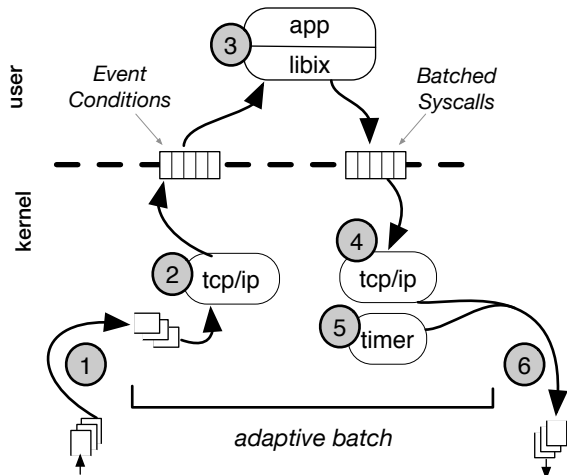 app
3
libix
user
Event
Conditions
Batched
Syscalls
kernel
2
tcp/ip
4
tcp/ip
5
timer
1
6
adaptive batch